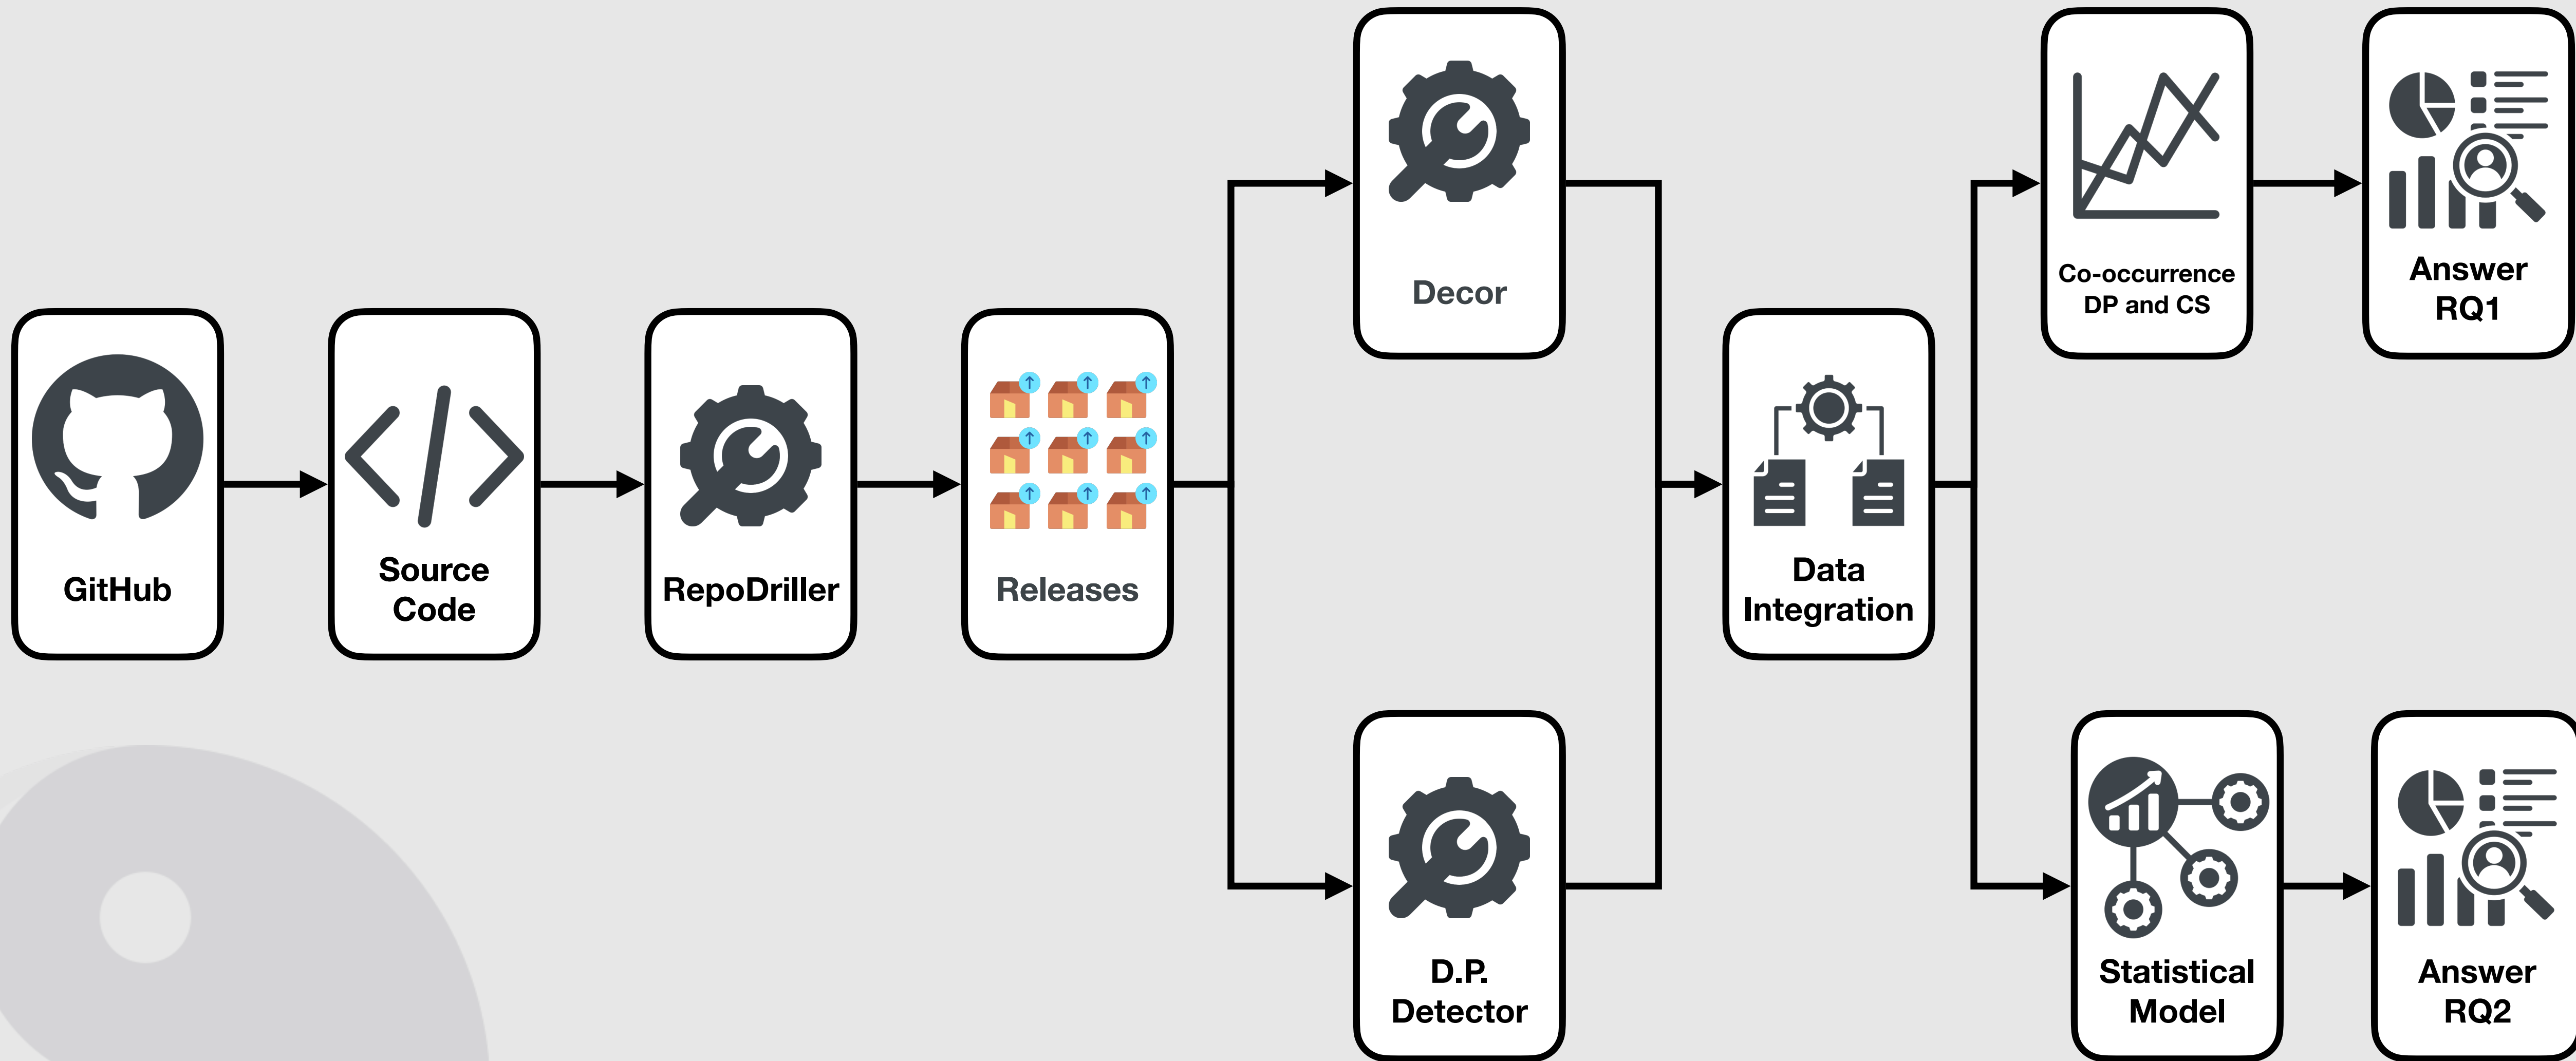 GitHub
Source
Code
RepoDriller
Releases
Decor
D.P.
Detector
Data
Integration
Co-occurrence
DP and CS
Answer
RQ1
Statistical
Model
Answer
RQ2